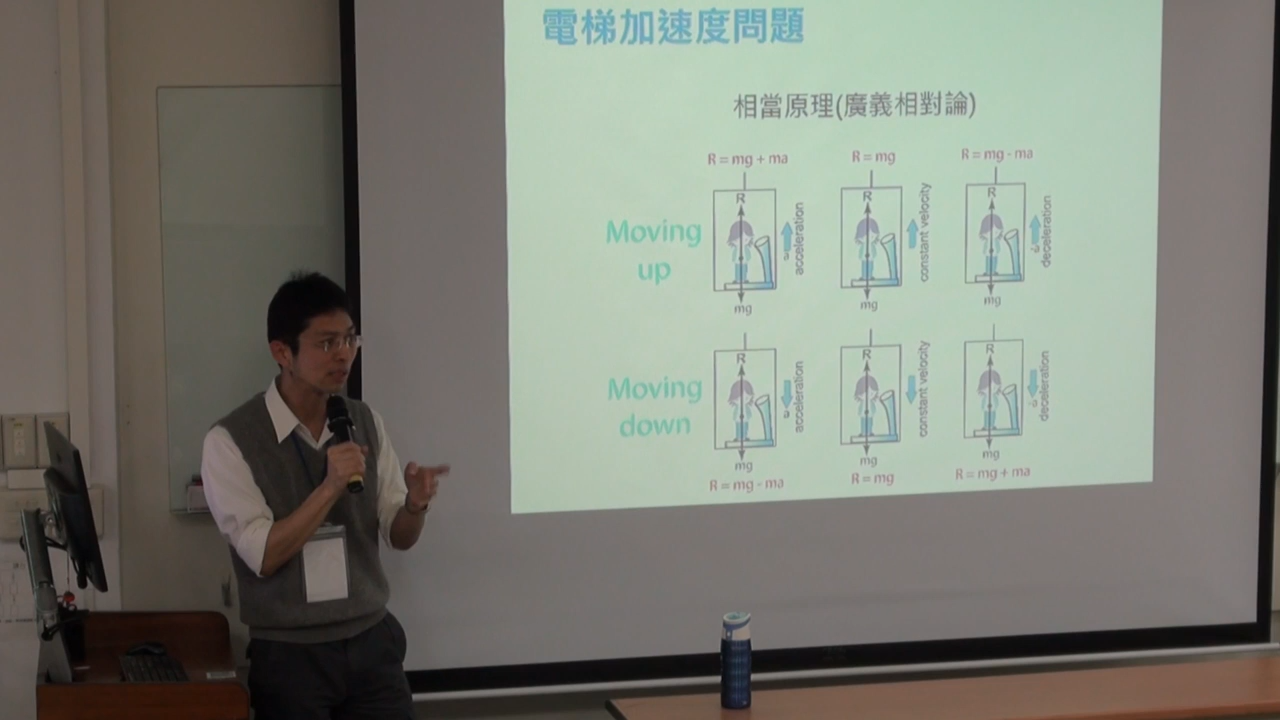 電梯加速度問題
相當原理(廣義相對論)
R = mg + ma
R = mg
R = mg - ma
Moving
up
R
R
R
a
acceleration
constant velocity
a
deceleration
mg
mg
mg
Moving
down
R
R
R
a
acceleration
constant velocity
a
deceleration
mg
mg
mg
R = mg - ma
R = mg
R = mg + ma